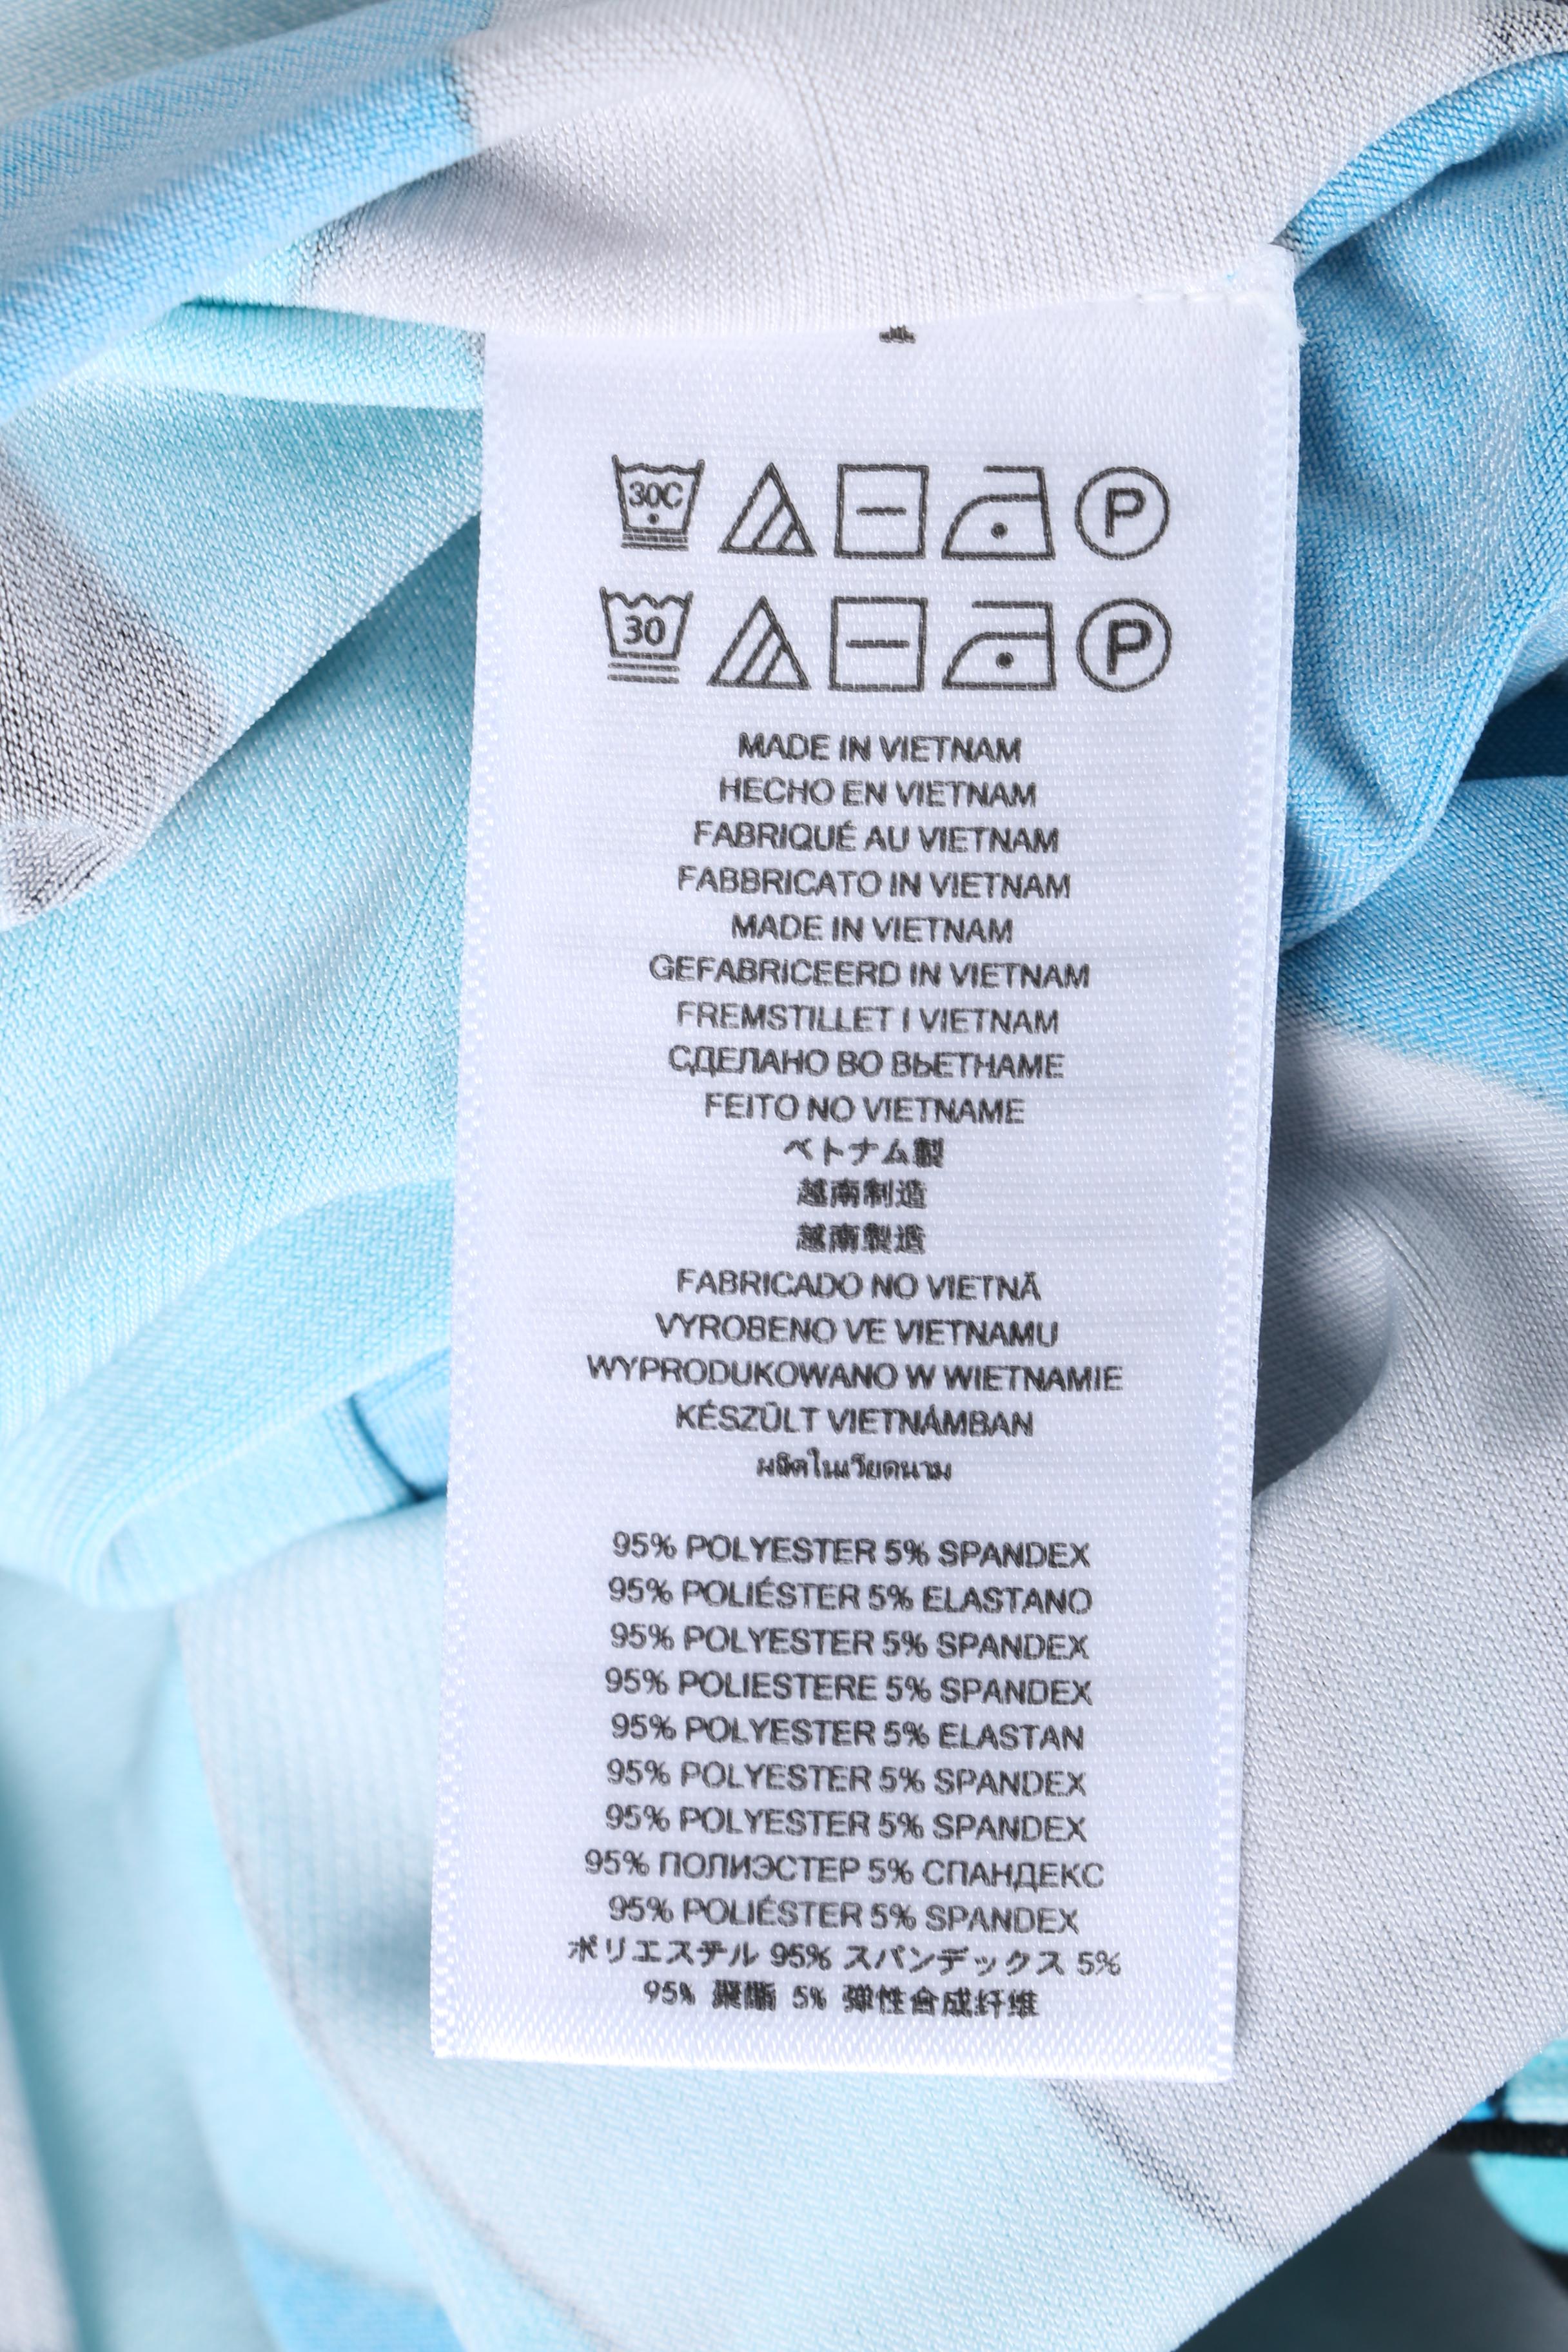 30C P
30 P
MADE IN VIETNAM
HECHO EN VIETNAM
FABRIQUÉ AU VIETNAM
FABBRICATO IN VIETNAM
MADE IN VIETNAM
GEFABRICEERD IN VIETNAM
FREMSTILLET I VIETNAM
СДЕЛАНО ВО ВЬЕТНАМЕ
FEITO NO VIETNAME
ベトナム製
越南制造
越南製造
FABRICADO NO VIETNÃ
VYROBENO VE VIETNAMU
WYPRODUKOWANO W WIETNAMIE
KÉSZÜLT VIETNÁMBAN
ผลิตในเวียดนาม
95% POLYESTER 5% SPANDEX
95% POLIÉSTER 5% ELASTANO
95% POLYESTER 5% SPANDEX
95% POLIESTERE 5% SPANDEX
95% POLYESTER 5% ELASTAN
95% POLYESTER 5% SPANDEX
95% POLYESTER 5% SPANDEX
95% ПОЛИЭСТЕР 5% СПАНДЕКС
95% POLIÉSTER 5% SPANDEX
ポリエステル 95% スパンデックス 5%
95% 聚酯 5% 弹性合成纤维